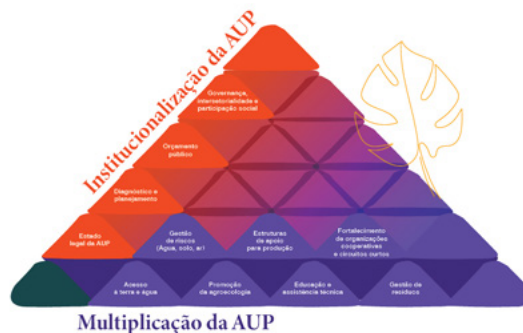 Institucionalização da AUP
Governança,
intersetorialidade e
participação social
Orçamento
público
Diagnóstico e
planejamento
Estado
legal da AUP
Gestão
de riscos
(Água, solo, ar)
Estruturas
de apoio
para produção
Fortalecimento
de organizações
cooperativas
e circuitos curtos
Acesso
à terra e água
Promoção
da agroecologia
Educação e
assistência técnica
Gestão de
resíduos
Multiplicação da AUP